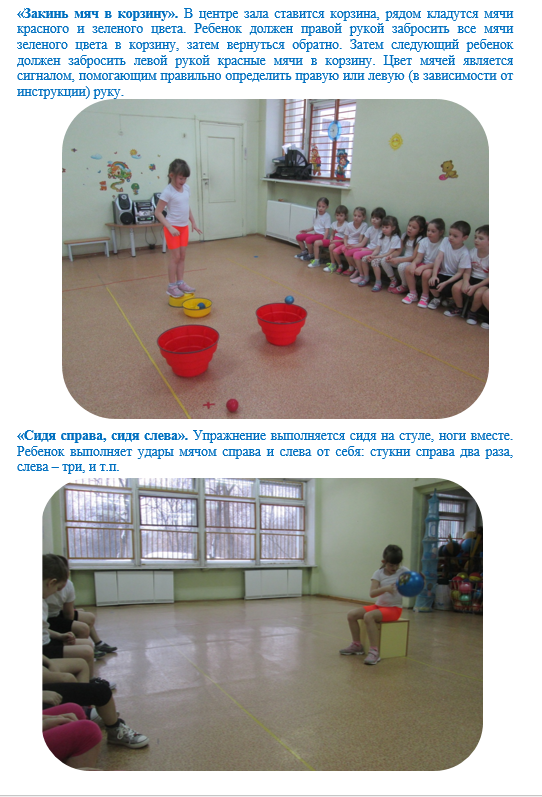 «Закинь мяч в корзину». В центре зала ставится корзина, рядом кладутся мячи
красного и зеленого цвета. Ребенок должен правой рукой забросить все мячи
зеленого цвета в корзину, затем вернуться обратно. Затем следующий ребенок
должен забросить левой рукой красные мячи в корзину. Цвет мячей является
сигналом, помогающим правильно определить правую или левую (в зависимости от
инструкции) руку.
«Сидя справа, сидя слева». Упражнение выполняется сидя на стуле, ноги вместе.
Ребенок выполняет удары мячом справа и слева от себя: стукни справа два раза,
слева – три, и т.п.